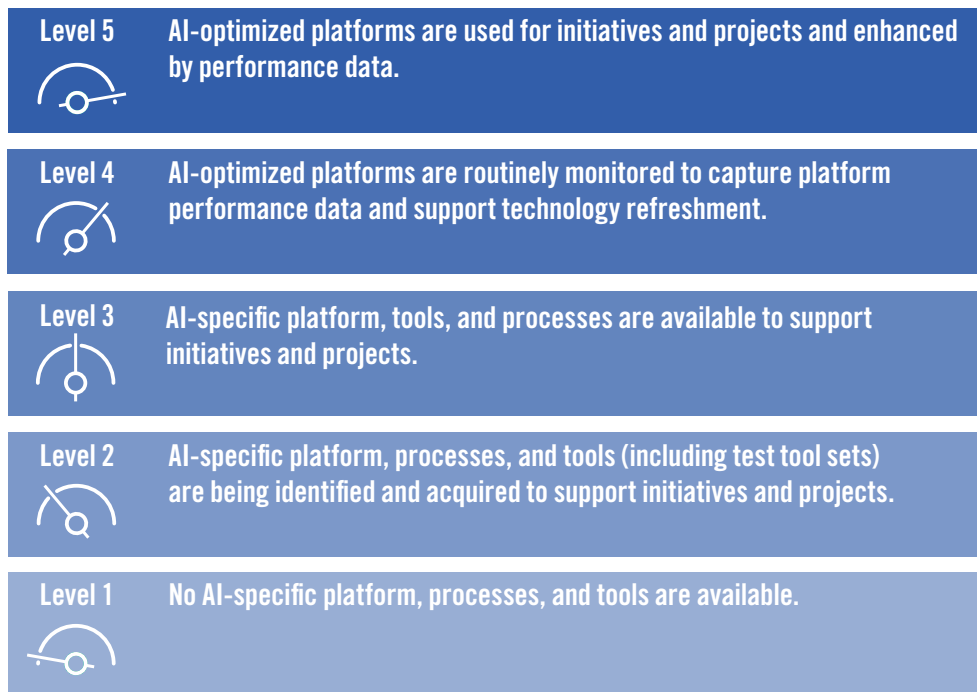 Level 5
AI-optimized platforms are used for initiatives and projects and enhanced
by performance data.
Level 4
AI-optimized platforms are routinely monitored to capture platform
performance data and support technology refreshment.
Level 3
AI-specific platform, tools, and processes are available to support
initiatives and projects.
Level 2
AI-specific platform, processes, and tools (including test tool sets)
are being identified and acquired to support initiatives and projects.
Level 1
No AI-specific platform, processes, and tools are available.